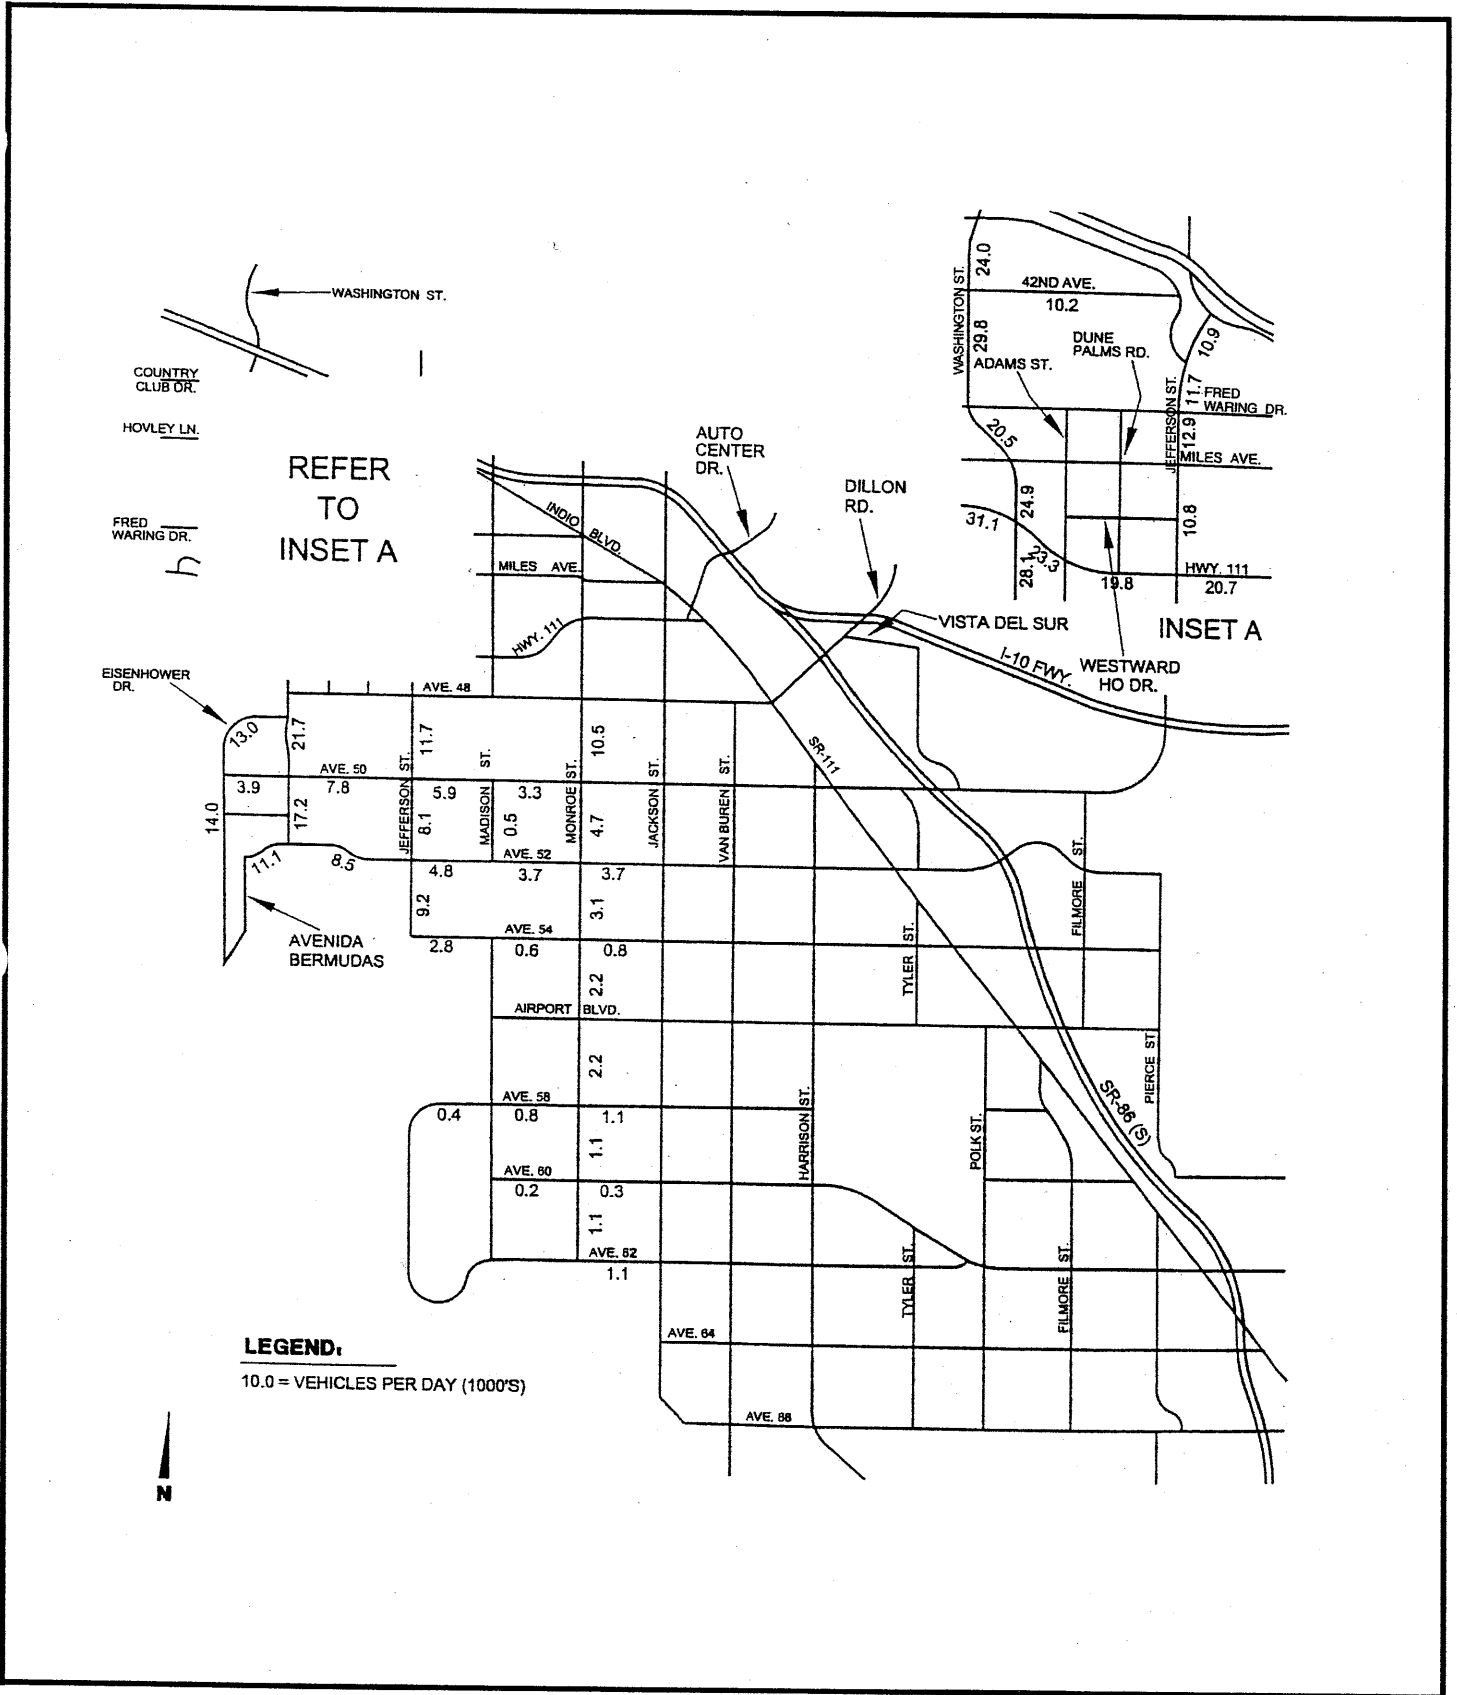 WASHINGTON ST.
COUNTRY
CLUB DR.
HOVLEY LN.
FRED
WARING DR.
REFER
TO
INSET A
AUTO
CENTER
DR.
DILLON
RD.
INDIO BLVD.
MILES AVE.
HWY. 111
VISTA DEL SUR
I-10 FWY.
WASHINGTON ST.
24.0
42ND AVE.
10.2
29.8
DUNE
PALMS RD.
ADAMS ST.
10.9
JEFFERSON ST.
11.7
FRED
WARING DR.
20.5
12.9
MILES AVE.
24.9
31.1
10.8
28.1
23.3
HWY. 111
19.8
20.7
INSET A
WESTWARD
HO DR.
EISENHOWER
DR.
AVE. 48
13.0
21.7
11.7
10.5
SR-111
AVE. 50
3.9
7.8
5.9
3.3
14.0
17.2
JEFFERSON ST.
8.1
MADISON ST.
0.5
MONROE ST.
4.7
JACKSON ST.
VAN BUREN ST.
11.1
8.5
AVE. 52
4.8
3.7
3.7
9.2
3.1
FILMORE ST.
AVENIDA
BERMUDAS
AVE. 54
2.8
0.6
0.8
TYLER ST.
2.2
AIRPORT BLVD.
2.2
PIERCE ST
SR-86 (S)
AVE. 58
0.4
0.8
1.1
HARRISON ST.
POLK ST.
1.1
AVE. 60
0.2
0.3
1.1
AVE. 62
1.1
TYLER ST.
FILMORE ST.
AVE. 64
LEGEND:
10.0 = VEHICLES PER DAY (1000'S)
AVE. 66
N